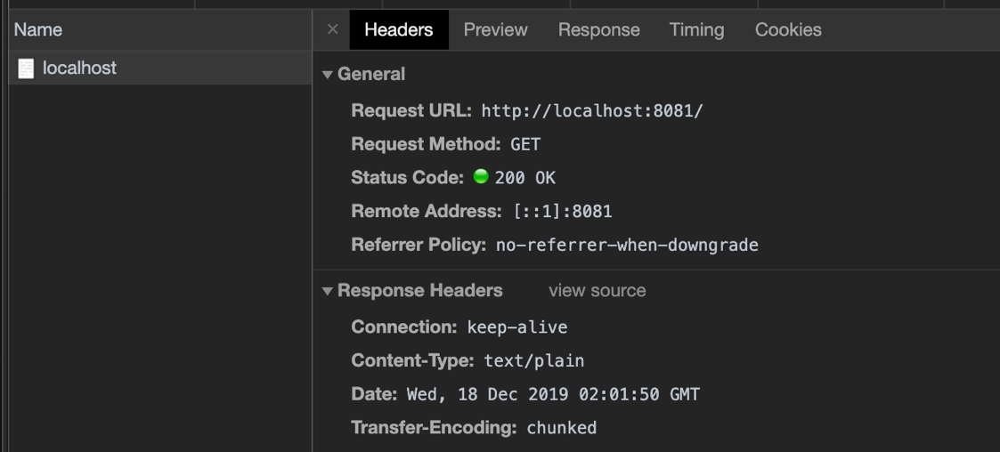 Name
× Headers Preview Response Timing Cookies
localhost
▼ General
Request URL: http://localhost:8081/
Request Method: GET
Status Code: 200 OK
Remote Address: [::1]:8081
Referrer Policy: no-referrer-when-downgrade
▼ Response Headers view source
Connection: keep-alive
Content-Type: text/plain
Date: Wed, 18 Dec 2019 02:01:50 GMT
Transfer-Encoding: chunked